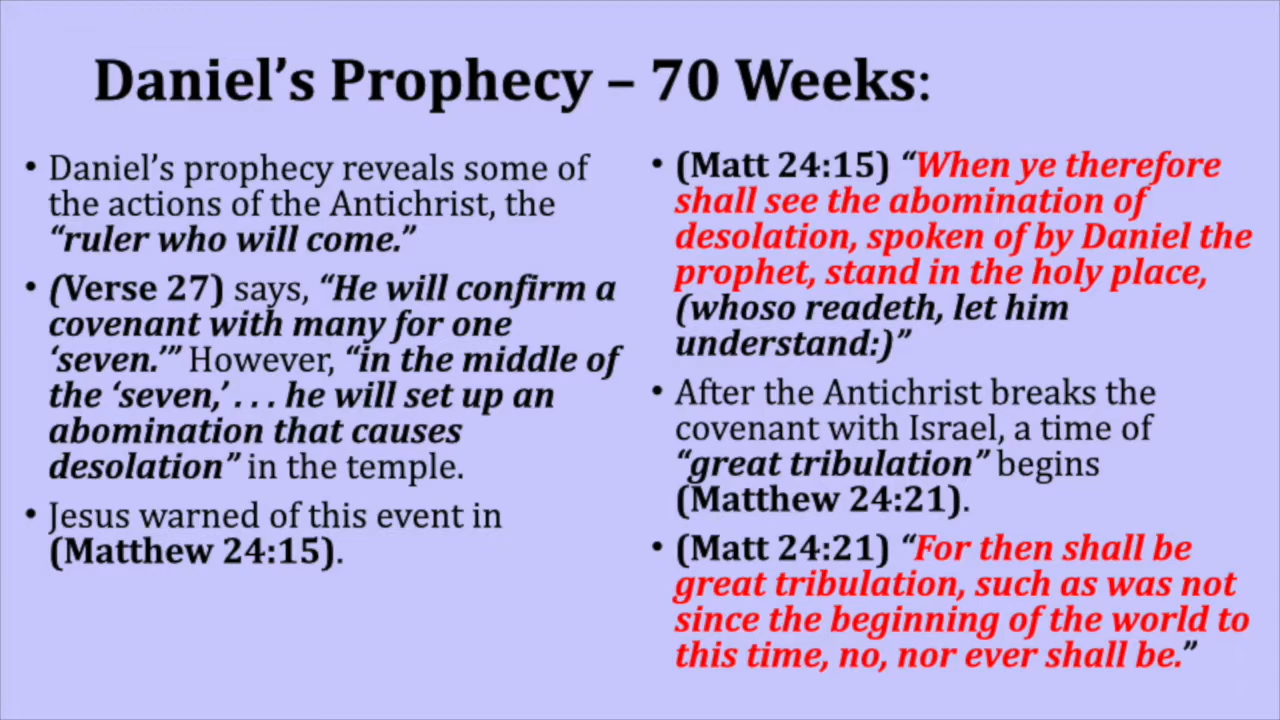 Daniel’s Prophecy – 70 Weeks:
• Daniel’s prophecy reveals some of
the actions of the Antichrist, the
“ruler who will come.”
• (Verse 27) says, “He will confirm a
covenant with many for one
‘seven.’” However, “in the middle of
the ‘seven,’ . . . he will set up an
abomination that causes
desolation” in the temple.
• Jesus warned of this event in
(Matthew 24:15).
• (Matt 24:15) “When ye therefore
shall see the abomination of
desolation, spoken of by Daniel the
prophet, stand in the holy place,
(whoso readeth, let him
understand:)”
• After the Antichrist breaks the
covenant with Israel, a time of
“great tribulation” begins
(Matthew 24:21).
• (Matt 24:21) “For then shall be
great tribulation, such as was not
since the beginning of the world to
this time, no, nor ever shall be.”